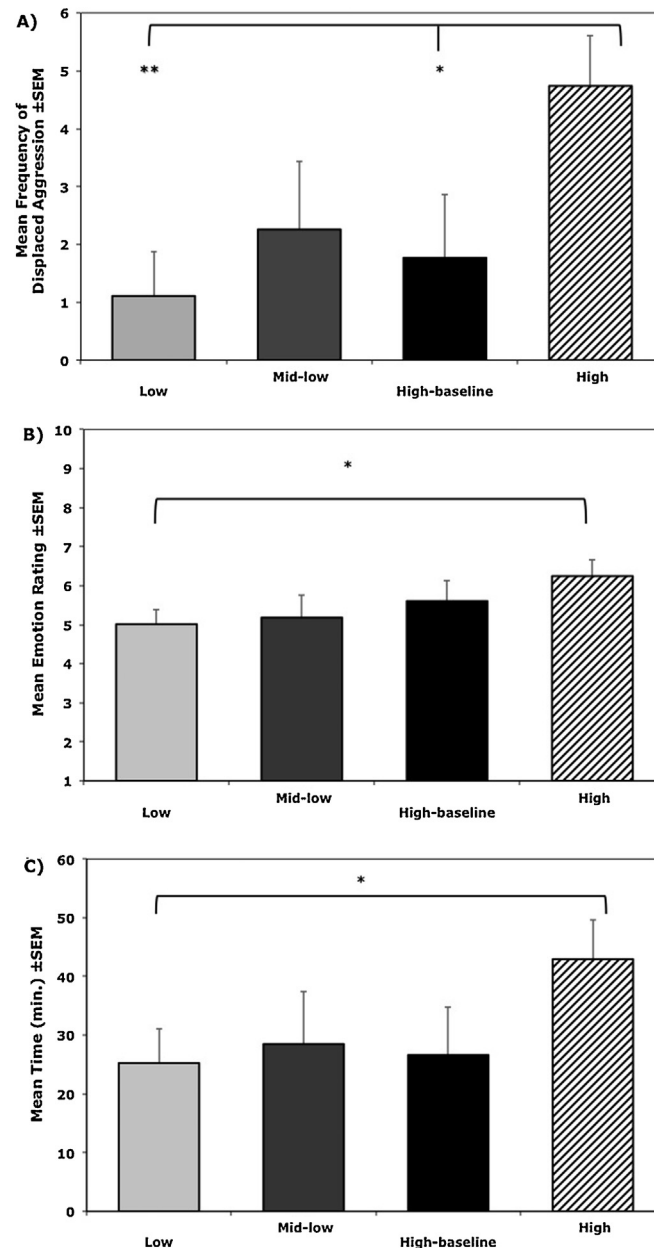 A)
Mean Frequency of
Displaced Aggression ±SEM
6
5
4
3
2
1
0
**
*
Low
Mid-low
High-baseline
High
B)
Mean Emotion Rating ±SEM
10
9
8
7
6
5
4
3
2
1
*
Low
Mid-low
High-baseline
High
C)
Mean Time (min.) ±SEM
60
50
40
30
20
10
0
*
Low
Mid-low
High-baseline
High